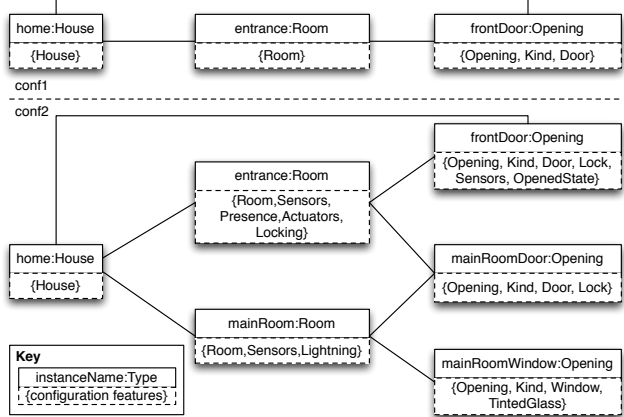 home:House
{House}
entrance:Room
{Room}
frontDoor:Opening
{Opening, Kind, Door}
conf1
conf2
frontDoor:Opening
{Opening, Kind, Door, Lock,
Sensors, OpenedState}
entrance:Room
{Room,Sensors,
Presence,Actuators,
Locking}
home:House
{House}
mainRoomDoor:Opening
{Opening, Kind, Door, Lock}
mainRoom:Room
{Room,Sensors,Lightning}
mainRoomWindow:Opening
{Opening, Kind, Window,
TintedGlass}
Key
instanceName:Type
{configuration features}